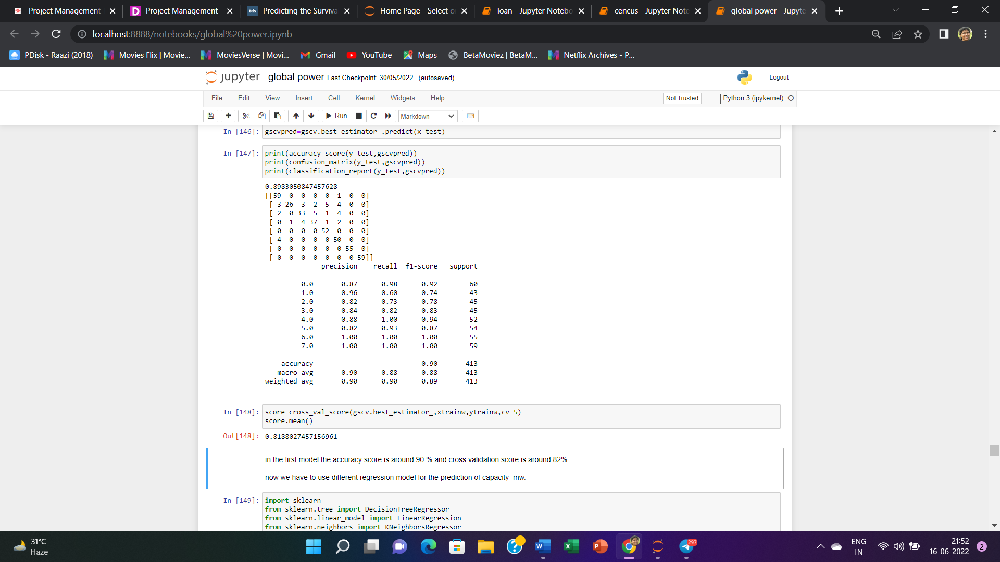 Project Management
Project Management
tds Predicting the Surviva
Home Page - Select o
loan - Jupyter Notebo
cencus - Jupyter Note
global power - Jupyte
localhost:8888/notebooks/global%20power.ipynb
PDisk - Raazi (2018)
Movies Flix | Movie...
MoviesVerse | Movi...
Gmail
YouTube
Maps
BetaMoviez | BetaM...
Netflix Archives - P...
jupyter global power Last Checkpoint: 30/05/2022 (autosaved)
Logout
File Edit View Insert Cell Kernel Widgets Help
Not Trusted
Python 3 (ipykernel)
Run
Markdown
In [146]: gscvpred=gscv.best_estimator_.predict(x_test)
In [147]: print(accuracy_score(y_test,gscvpred))
print(confusion_matrix(y_test,gscvpred))
print(classification_report(y_test,gscvpred))
0.8983050847457628
[[59 0 0 0 0 1 0 0]
[ 3 26 3 2 5 4 0 0]
[ 2 0 33 5 1 4 0 0]
[ 0 1 4 37 1 2 0 0]
[ 0 0 0 0 52 0 0 0]
[ 4 0 0 0 0 50 0 0]
[ 0 0 0 0 0 0 55 0]
[ 0 0 0 0 0 0 0 59]]
precision recall f1-score support
0.0 0.87 0.98 0.92 60
1.0 0.96 0.60 0.74 43
2.0 0.82 0.73 0.78 45
3.0 0.84 0.82 0.83 45
4.0 0.88 1.00 0.94 52
5.0 0.82 0.93 0.87 54
6.0 1.00 1.00 1.00 55
7.0 1.00 1.00 1.00 59
accuracy 0.90 413
macro avg 0.90 0.88 0.88 413
weighted avg 0.90 0.90 0.89 413
In [148]: score=cross_val_score(gscv.best_estimator_,xtrainw,ytrainw,cv=5)
score.mean()
Out[148]: 0.8188027457156961
in the first model the accuracy score is around 90 % and cross validation score is around 82% .
now we have to use different regression model for the prediction of capacity_mw.
In [149]: import sklearn
from sklearn.tree import DecisionTreeRegressor
from sklearn.linear_model import LinearRegression
from sklearn.neighbors import KNeighborsRegressor
31°C
Haze
297
ENG
IN
21:52
16-06-2022
2